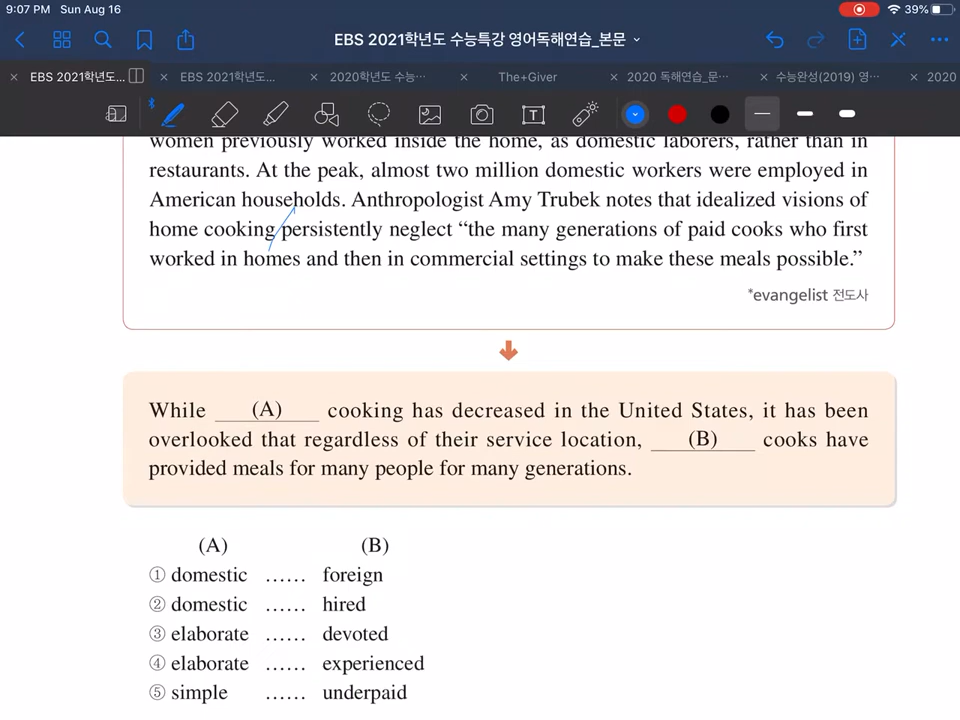 9:07 PM Sun Aug 16
39%
EBS 2021학년도 수능특강 영어독해연습_본문
EBS 2021학년도...
EBS 2021학년도...
2020학년도 수능···
The+Giver
2020 독해연습_문···
수능완성(2019) 영···
2020
women previously worked inside the home, as domestic laborers, rather than in
restaurants. At the peak, almost two million domestic workers were employed in
American households. Anthropologist Amy Trubek notes that idealized visions of
home cooking persistently neglect “the many generations of paid cooks who first
worked in homes and then in commercial settings to make these meals possible.”
*evangelist 전도사
While (A) cooking has decreased in the United States, it has been
overlooked that regardless of their service location, (B) cooks have
provided meals for many people for many generations.
(A) (B)
① domestic ...... foreign
② domestic ...... hired
③ elaborate ...... devoted
④ elaborate ...... experienced
⑤ simple ...... underpaid